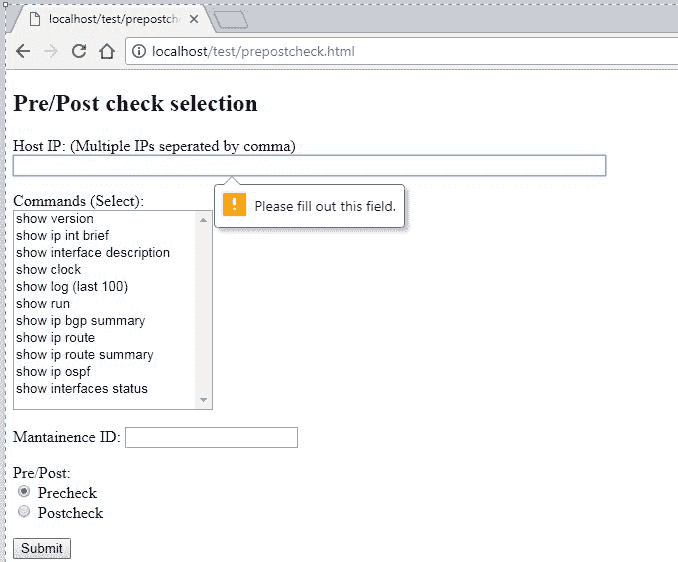 localhost/test/prepostch
localhost/test/prepostcheck.html
Pre/Post check selection
Host IP: (Multiple IPs seperated by comma)
Please fill out this field.
Commands (Select):
show version
show ip int brief
show interface description
show clock
show log (last 100)
show run
show ip bgp summary
show ip route
show ip route summary
show ip ospf
show interfaces status
Mantainence ID:
Pre/Post:
Precheck
Postcheck
Submit